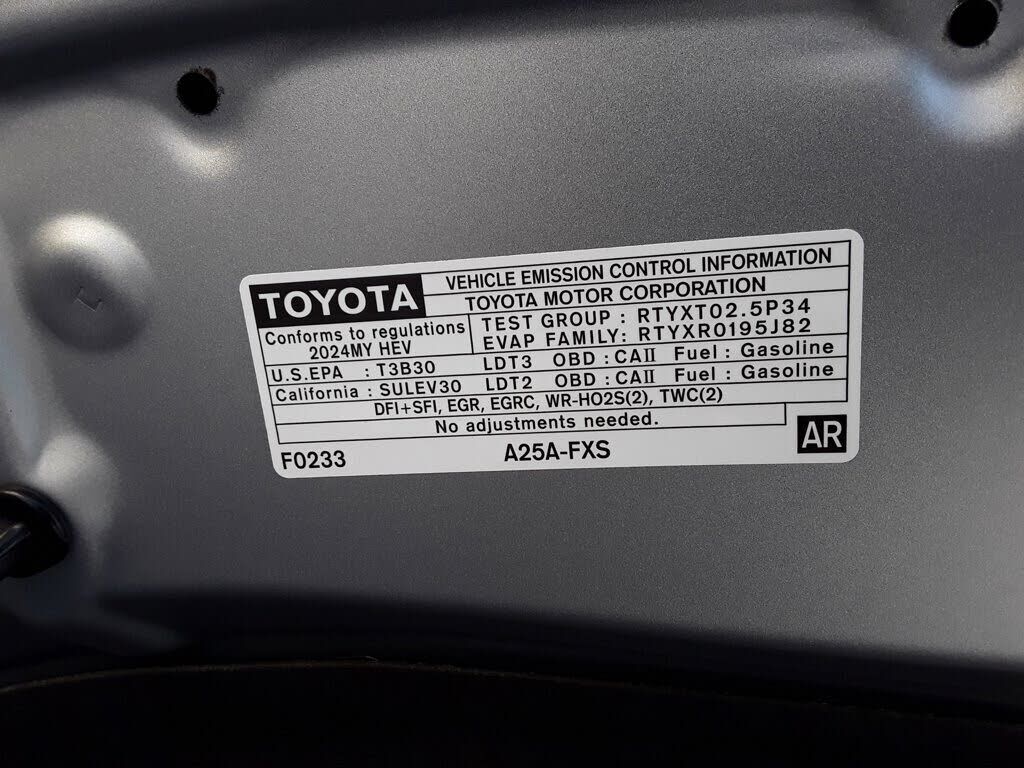 TOYOTA
VEHICLE EMISSION CONTROL INFORMATION
TOYOTA MOTOR CORPORATION
Conforms to regulations
2024MY HEV
TEST GROUP : RTYXT02.5P34
EVAP FAMILY: RTYXR0195J82
U.S.EPA : T3B30 LDT3 OBD : CAII Fuel : Gasoline
California : SULEV30 LDT2 OBD : CAII Fuel : Gasoline
DFI+SFI, EGR, EGRC, WR-HO2S(2), TWC(2)
No adjustments needed.
F0233 A25A-FXS AR